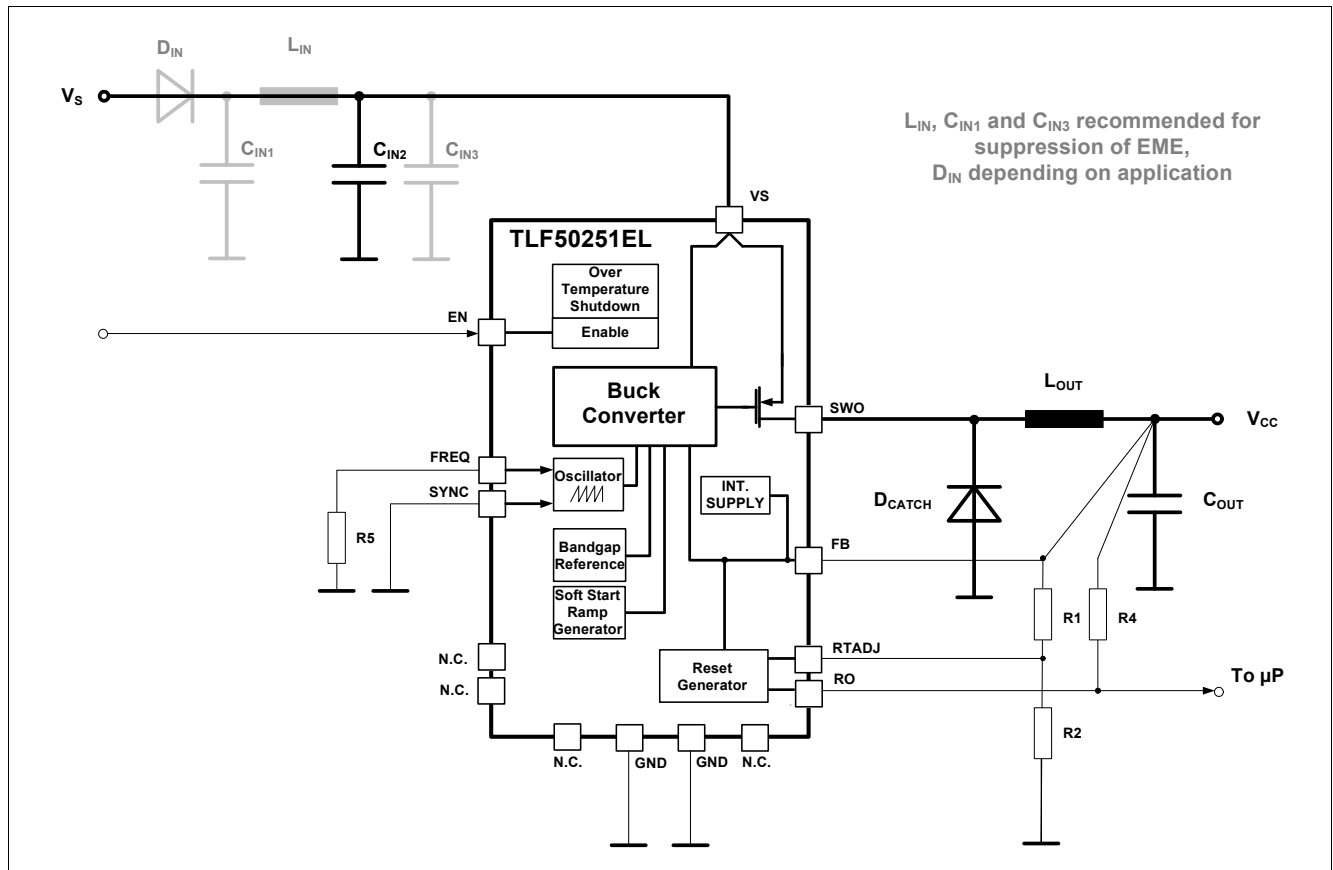 D_IN
L_IN
V_S
C_IN1
C_IN2
C_IN3
L_IN, C_IN1 and C_IN3 recommended for
suppression of EME,
D_IN depending on application
VS
TLF50251EL
Over
Temperature
Shutdown
EN
Enable
Buck
Converter
L_OUT
SWO
V_CC
FREQ
Oscillator
SYNC
INT.
SUPPLY
D_CATCH
C_OUT
R5
FB
Bandgap
Reference
Soft Start
Ramp
Generator
R1
R4
RTADJ
N.C.
Reset
Generator
RO
To µP
N.C.
R2
N.C.
GND
GND
N.C.